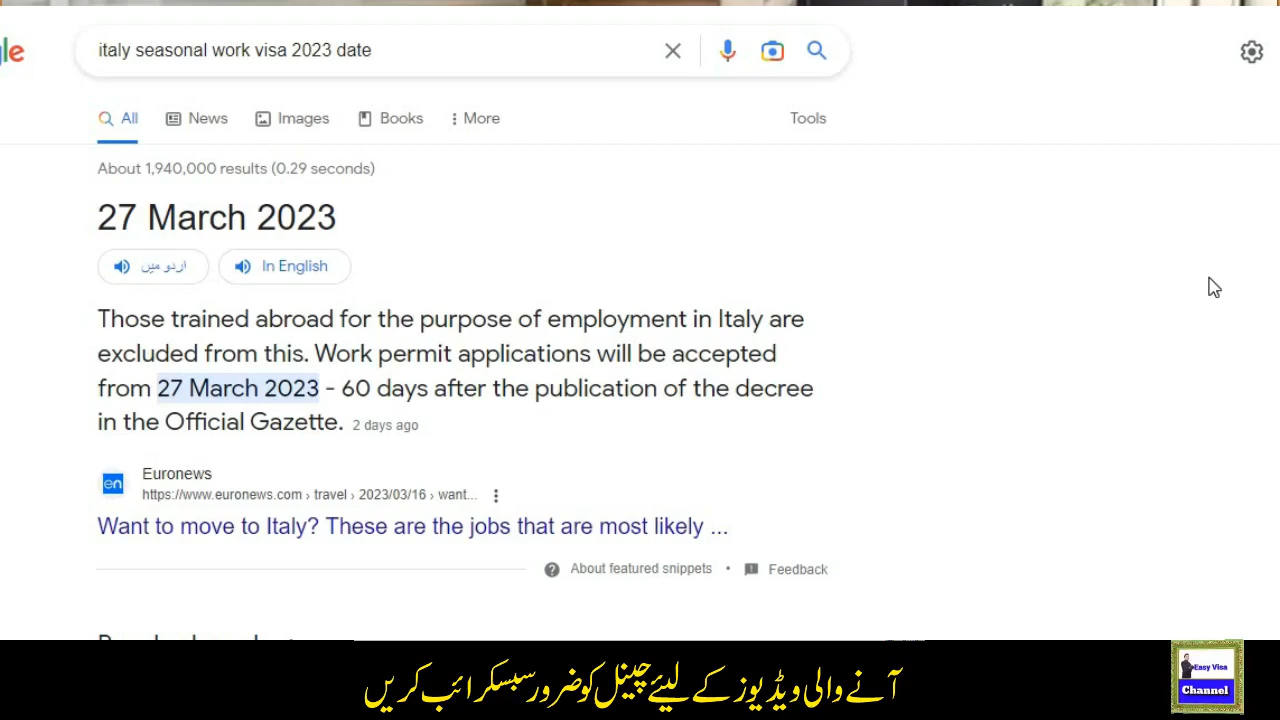 le
italy seasonal work visa 2023 date
All News Images Books More Tools
About 1,940,000 results (0.29 seconds)
27 March 2023
اردو میں In English
Those trained abroad for the purpose of employment in Italy are
excluded from this. Work permit applications will be accepted
from 27 March 2023 - 60 days after the publication of the decree
in the Official Gazette. 2 days ago
en Euronews
https://www.euronews.com › travel › 2023/03/16 › want...
Want to move to Italy? These are the jobs that are most likely ...
About featured snippets • Feedback
آنے والی ویڈیوز کے لیئے چینل کو ضرور سبسکرائب کریں
Easy Visa
Channel